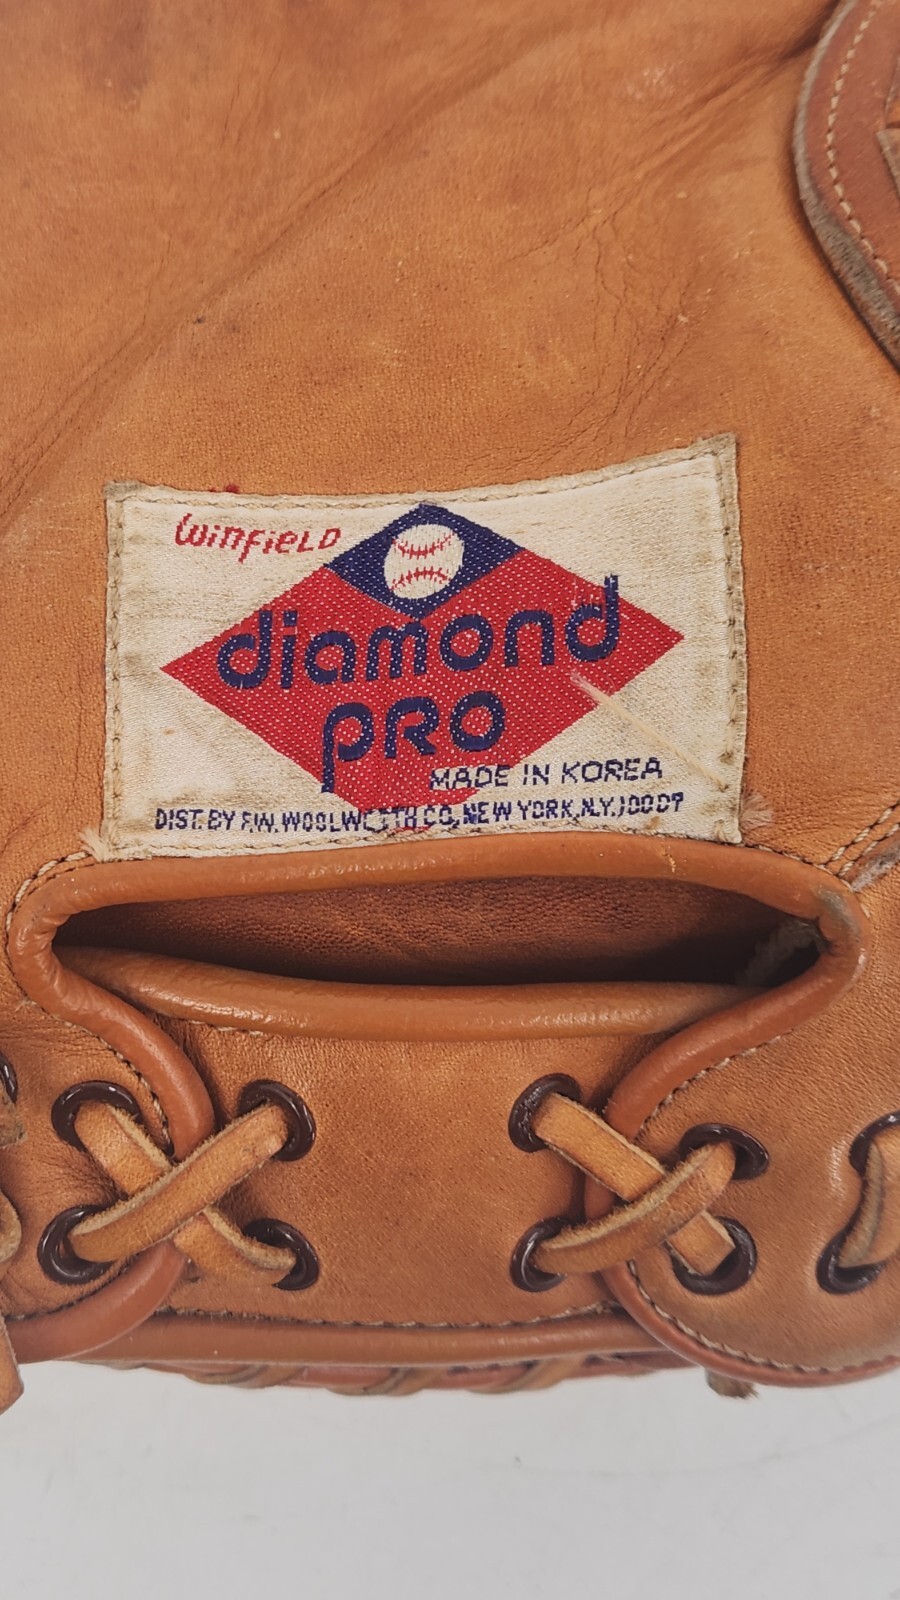 Winfield
diamond
PRO
MADE IN KOREA
DIST. BY F.W. WOOLWORTH CO., NEW YORK, N.Y. 10007